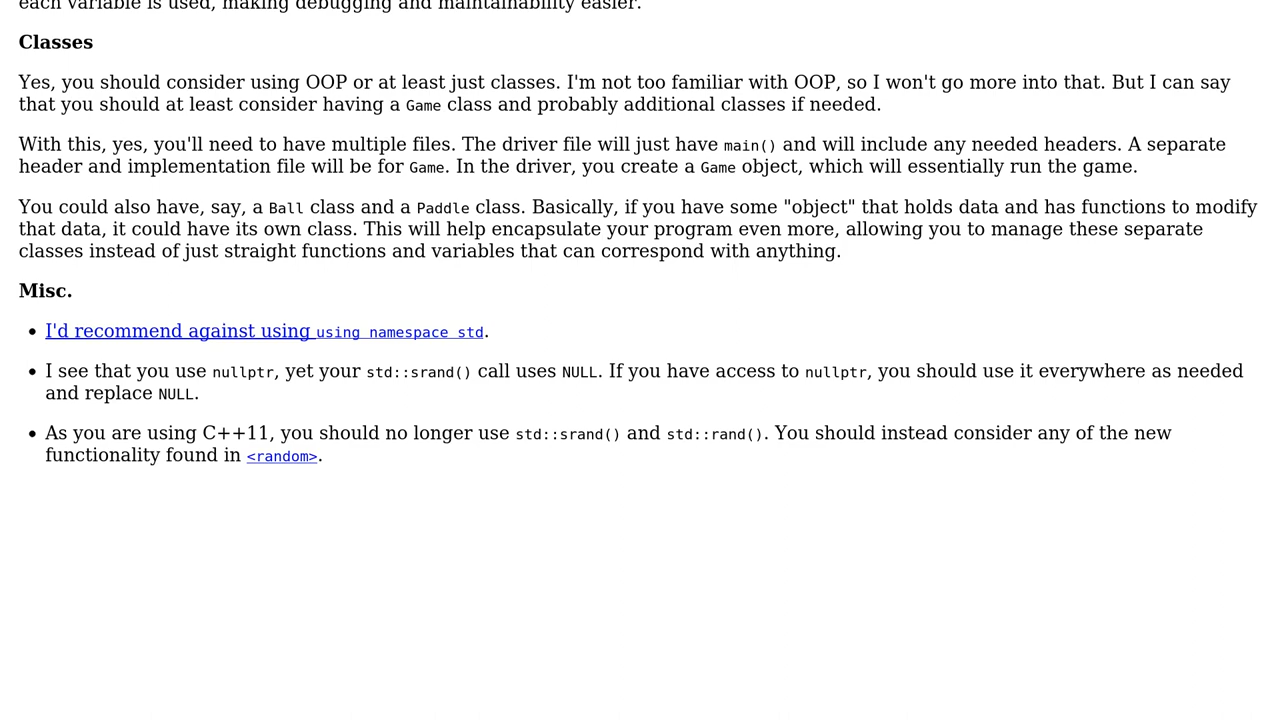 each variable is used, making debugging and maintainability easier.
Classes
Yes, you should consider using OOP or at least just classes. I'm not too familiar with OOP, so I won't go more into that. But I can say
that you should at least consider having a Game class and probably additional classes if needed.
With this, yes, you'll need to have multiple files. The driver file will just have main() and will include any needed headers. A separate
header and implementation file will be for Game. In the driver, you create a Game object, which will essentially run the game.
You could also have, say, a Ball class and a Paddle class. Basically, if you have some "object" that holds data and has functions to modify
that data, it could have its own class. This will help encapsulate your program even more, allowing you to manage these separate
classes instead of just straight functions and variables that can correspond with anything.
Misc.
• I'd recommend against using using namespace std.
• I see that you use nullptr, yet your std::srand() call uses NULL. If you have access to nullptr, you should use it everywhere as needed
and replace NULL.
• As you are using C++11, you should no longer use std::srand() and std::rand(). You should instead consider any of the new
functionality found in <random>.